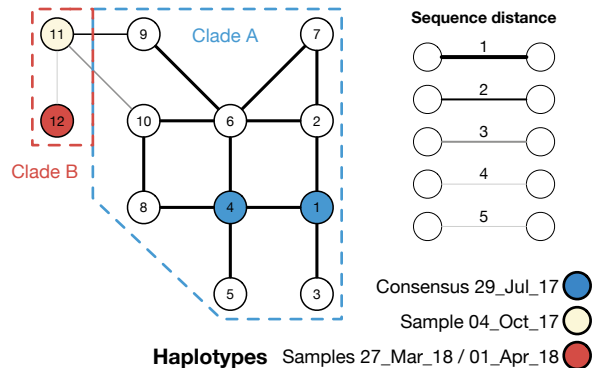 11
9
Clade A
7
12
10
6
2
Clade B
8
4
1
5
3
Sequence distance
1
2
3
4
5
Consensus 29_Jul_17
Sample 04_Oct_17
Haplotypes Samples 27_Mar_18 / 01_Apr_18